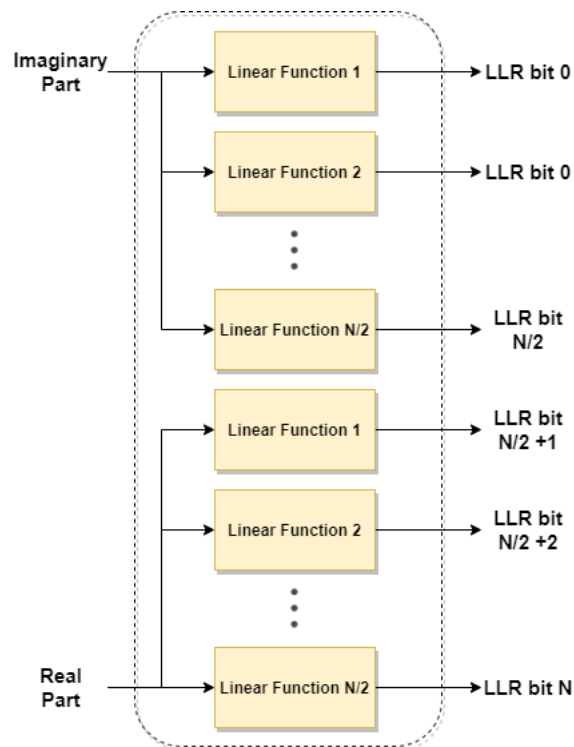 Imaginary
Part
Linear Function 1
LLR bit 0
Linear Function 2
LLR bit 0
Linear Function N/2
LLR bit
N/2
Linear Function 1
LLR bit
N/2 +1
Linear Function 2
LLR bit
N/2 +2
Real
Part
Linear Function N/2
LLR bit N